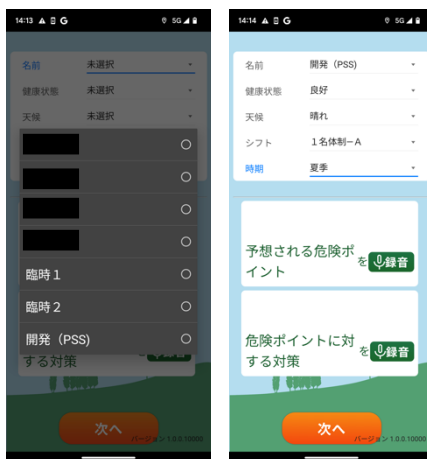 14:13 G 5G
名前 未選択
健康状態 未選択
天候 未選択
臨時１
臨時２
開発（PSS)
する対策
次へ
バージョン 1.0.0.10000
14:14 G 5G
名前 開発（PSS)
健康状態 良好
天候 晴れ
シフト １名体制−Ａ
時期 夏季
予想される危険ポ
イント
を 録音
危険ポイントに対
する対策
を 録音
次へ
バージョン 1.0.0.10000